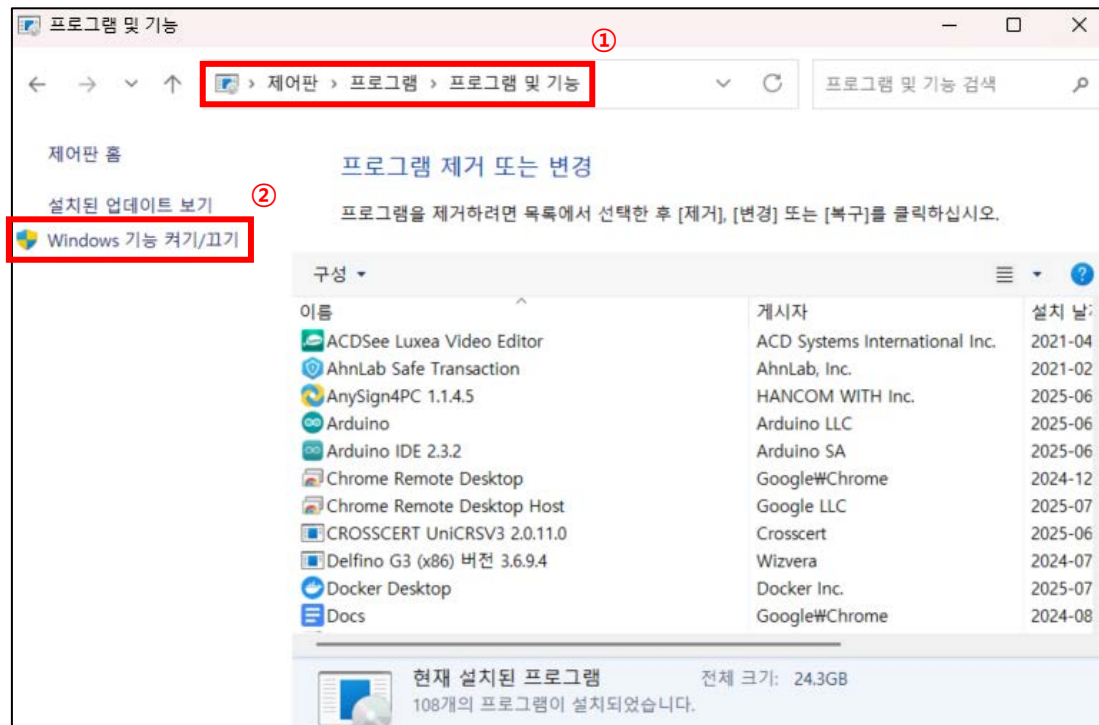 프로그램 및 기능
①
제어판 › 프로그램 › 프로그램 및 기능
프로그램 및 기능 검색
제어판 홈
설치된 업데이트 보기
②
Windows 기능 켜기/끄기
프로그램 제거 또는 변경
프로그램을 제거하려면 목록에서 선택한 후 [제거], [변경] 또는 [복구]를 클릭하십시오.
구성
이름 게시자 설치 날
ACDSee Luxea Video Editor ACD Systems International Inc. 2021-04
AhnLab Safe Transaction AhnLab, Inc. 2021-02
AnySign4PC 1.1.4.5 HANCOM WITH Inc. 2025-06
Arduino Arduino LLC 2025-06
Arduino IDE 2.3.2 Arduino SA 2025-06
Chrome Remote Desktop Google₩Chrome 2024-12
Chrome Remote Desktop Host Google LLC 2025-07
CROSSCERT UniCRSV3 2.0.11.0 Crosscert 2025-06
Delfino G3 (x86) 버전 3.6.9.4 Wizvera 2024-07
Docker Desktop Docker Inc. 2025-07
Docs Google₩Chrome 2024-08
현재 설치된 프로그램 전체 크기: 24.3GB
108개의 프로그램이 설치되었습니다.